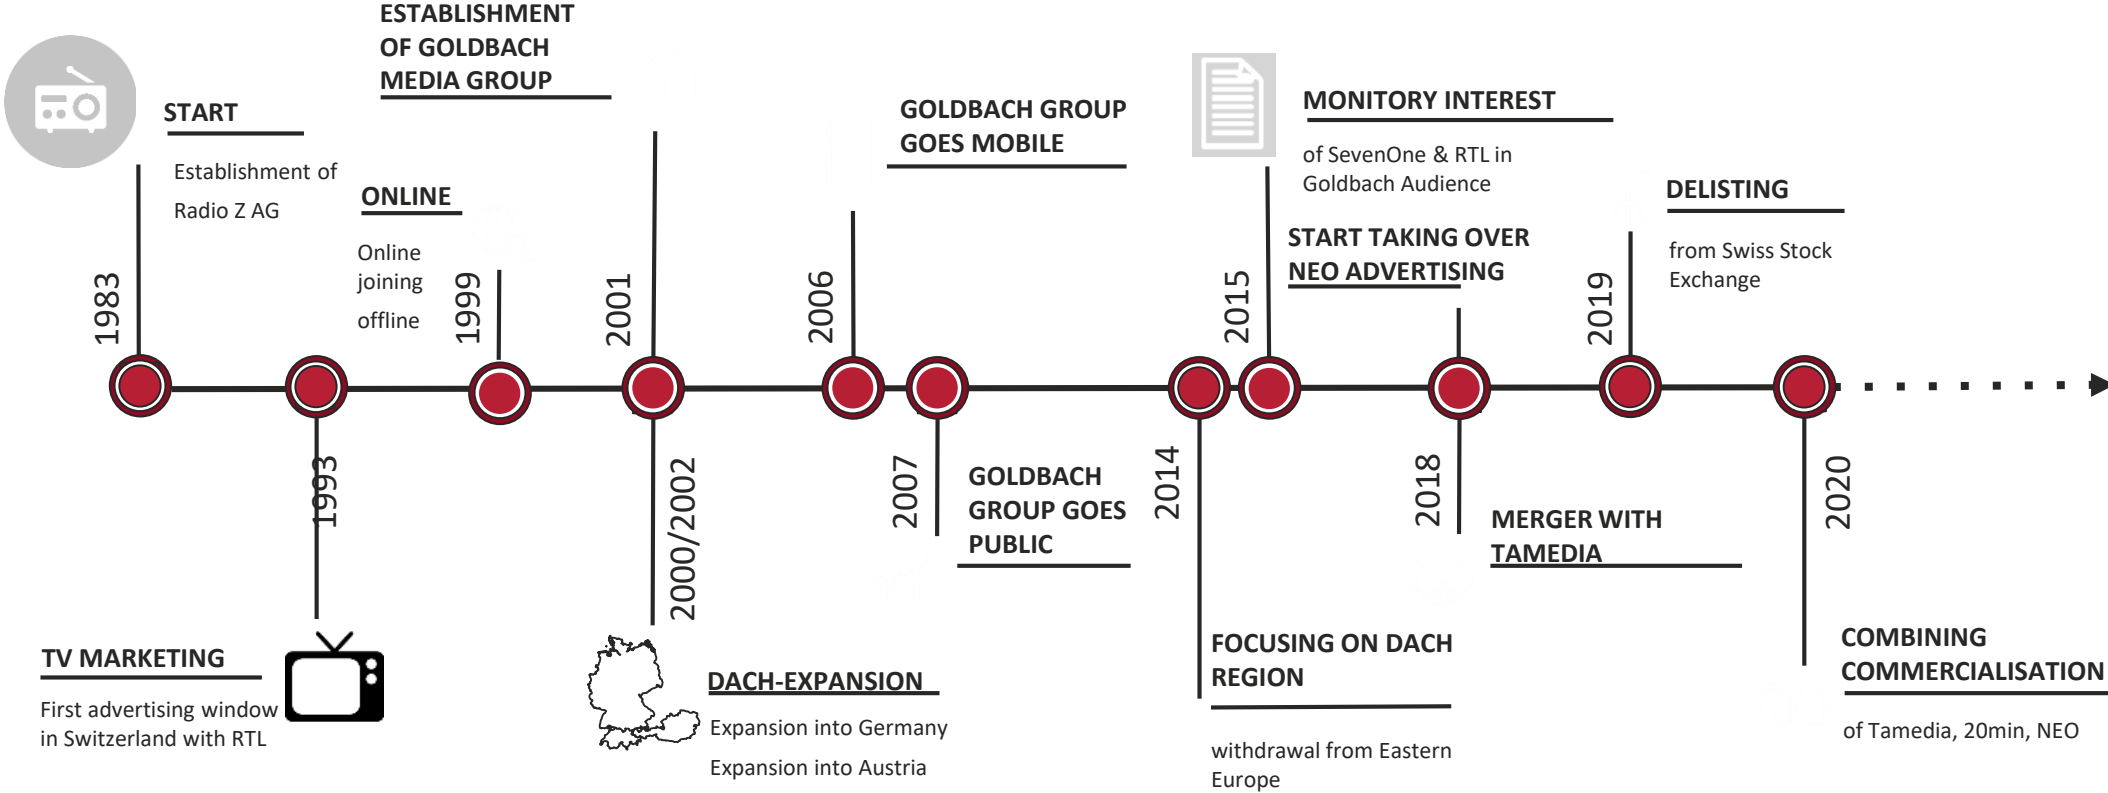 START
Establishment of
Radio Z AG
1983
1993
TV MARKETING
First advertising window
in Switzerland with RTL
ONLINE
Online
joining
offline
1999
ESTABLISHMENT
OF GOLDBACH
MEDIA GROUP
2001
2000/2002
DACH-EXPANSION
Expansion into Germany
Expansion into Austria
GOLDBACH GROUP
GOES MOBILE
2006
2007
GOLDBACH
GROUP GOES
PUBLIC
2014
FOCUSING ON DACH
REGION
withdrawal from Eastern
Europe
MONITORY INTEREST
of SevenOne & RTL in
Goldbach Audience
2015
START TAKING OVER
NEO ADVERTISING
2018
MERGER WITH
TAMEDIA
DELISTING
from Swiss Stock
Exchange
2019
2020
COMBINING
COMMERCIALISATION
of Tamedia, 20min, NEO